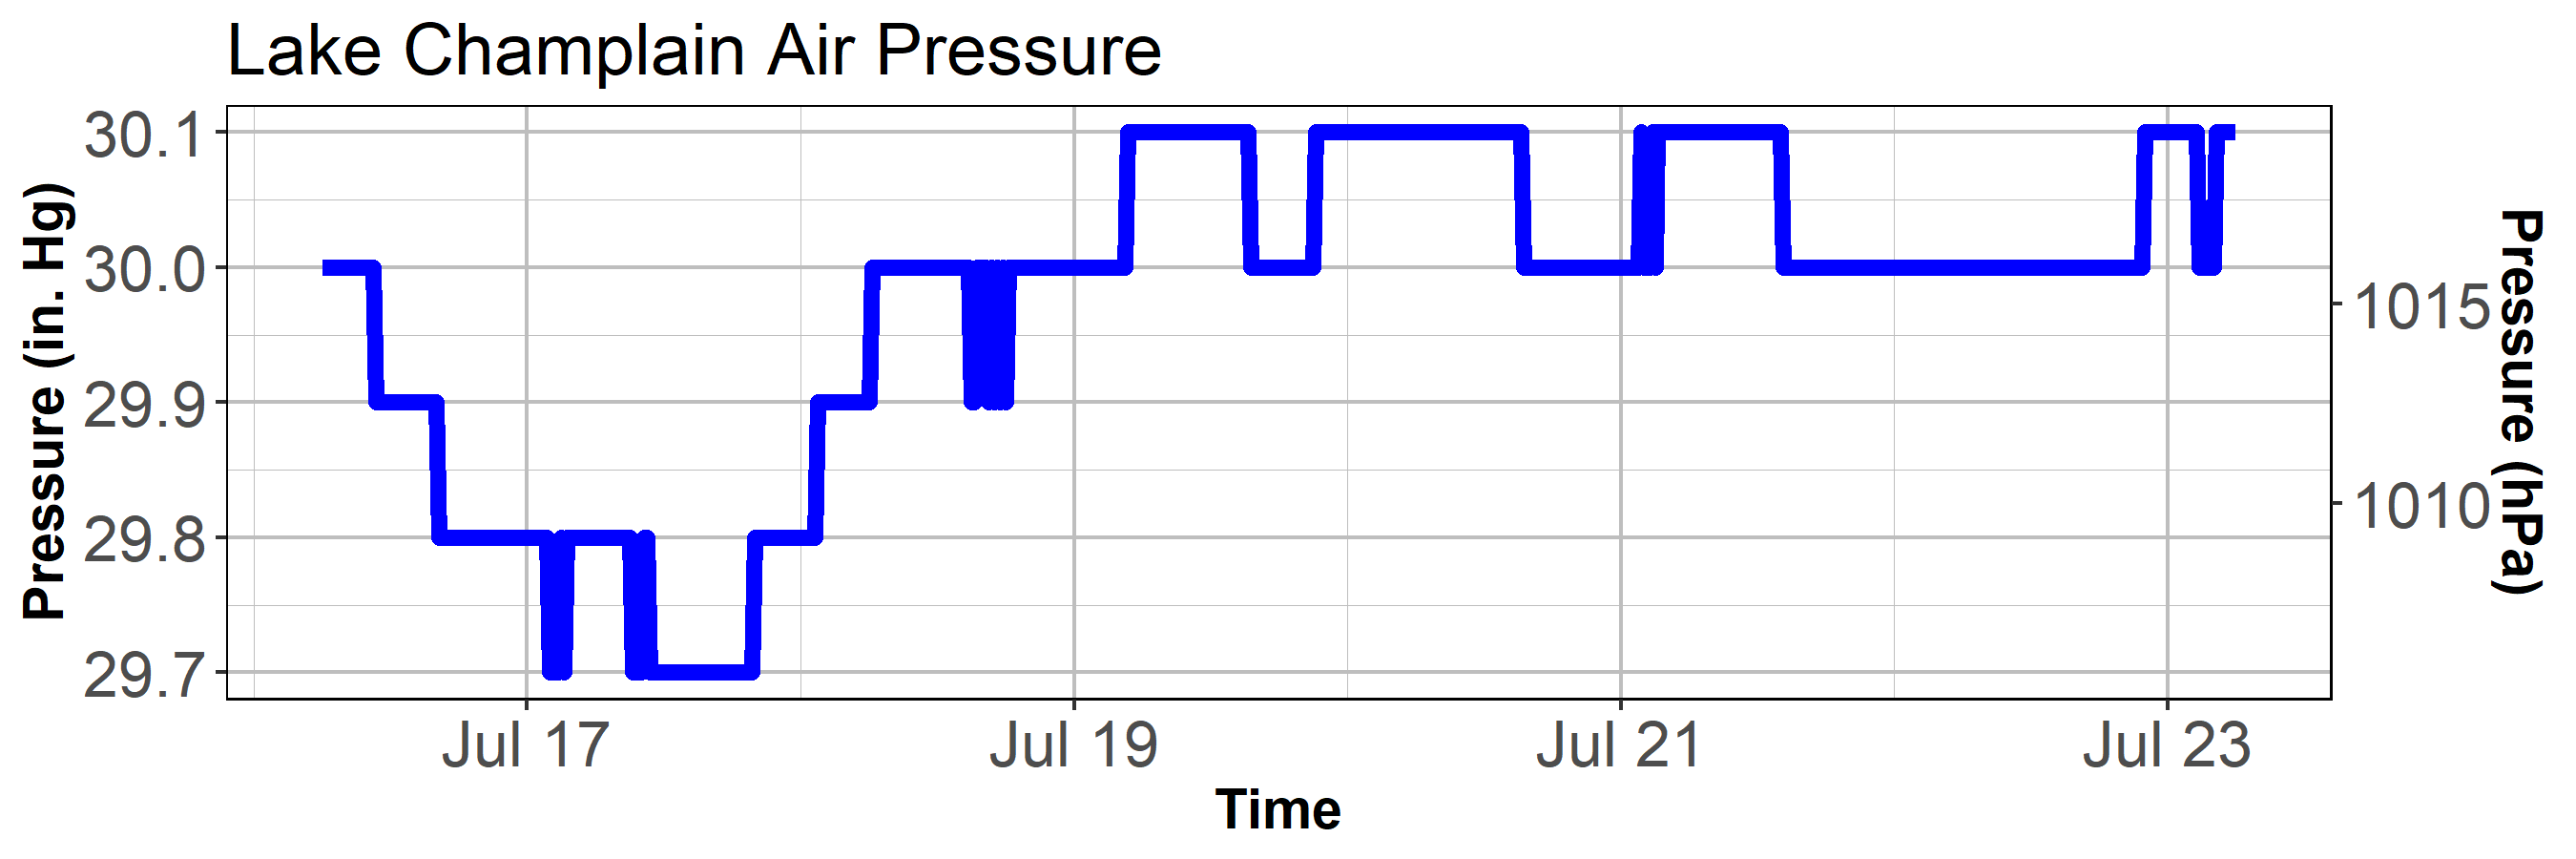 Lake Champlain Air Pressure
Pressure (in. Hg)
30.1
30.0
29.9
29.8
29.7
1015
1010
Pressure (hPa)
Jul 17 Jul 19 Jul 21 Jul 23
Time